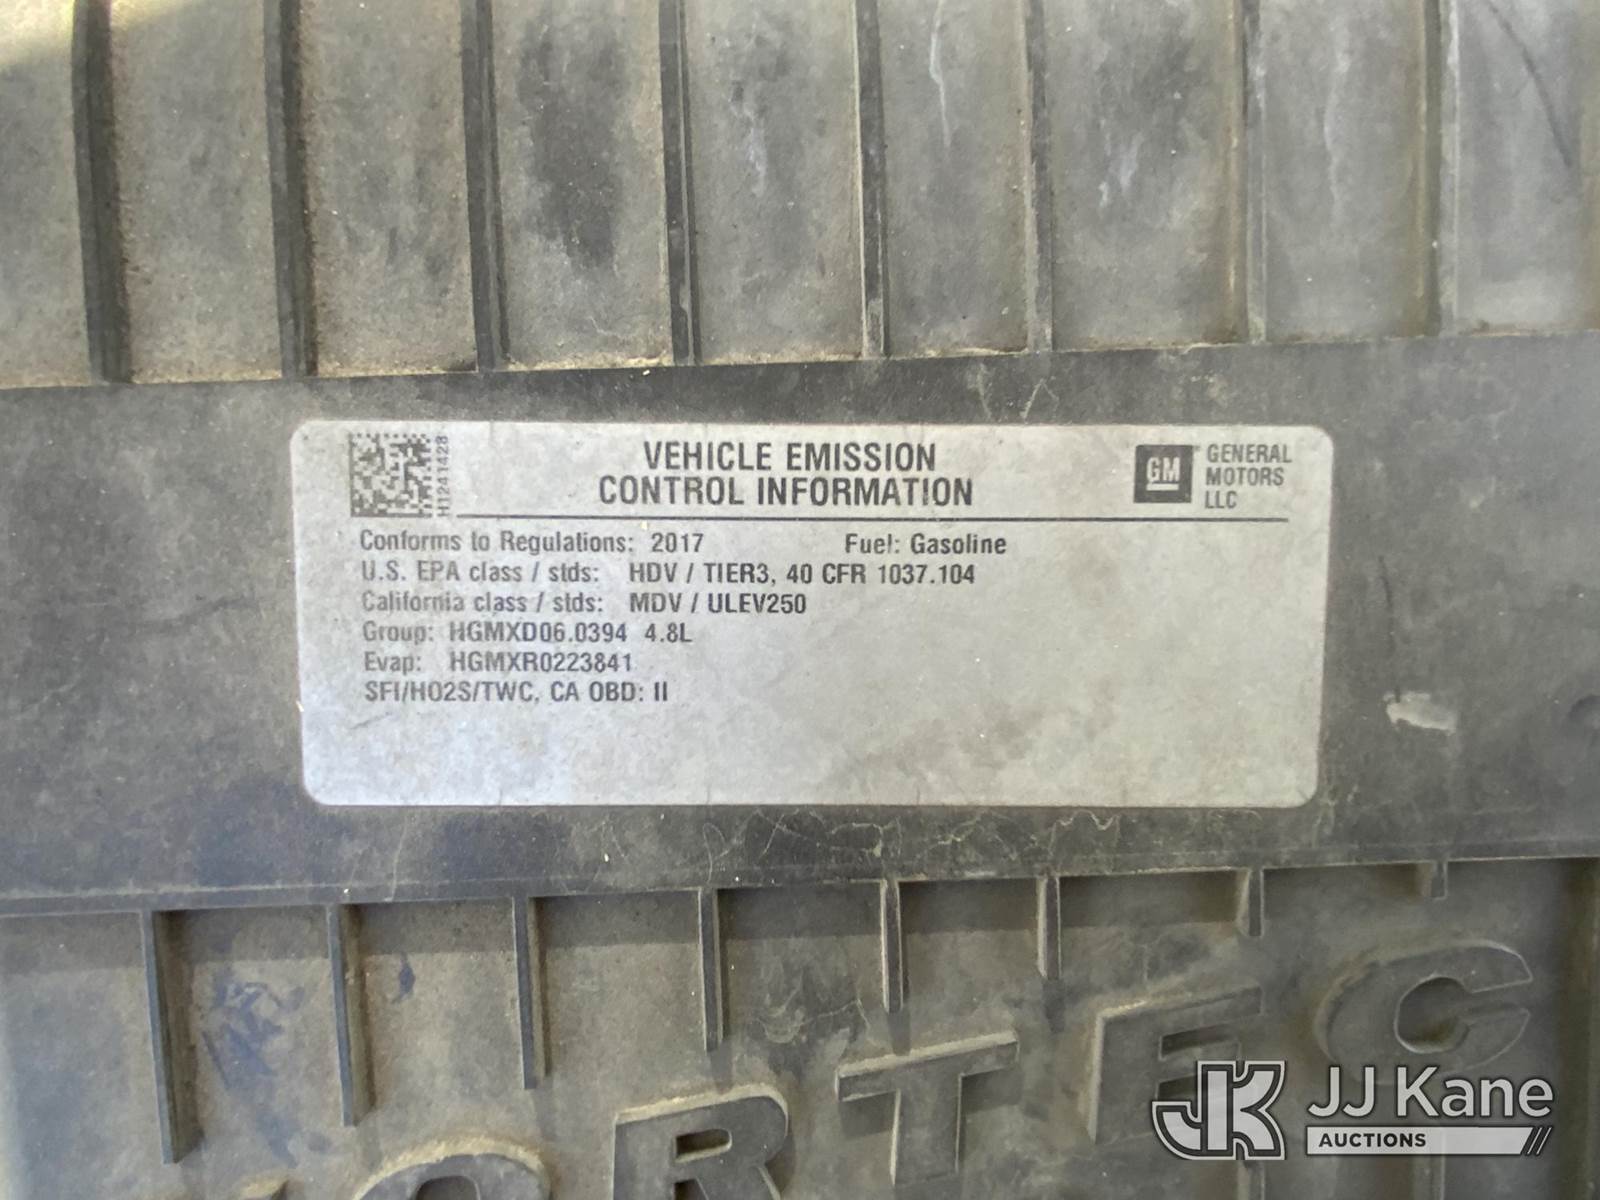 H1241428
VEHICLE EMISSION
CONTROL INFORMATION
GM
GENERAL
MOTORS
LLC
Conforms to Regulations: 2017 Fuel: Gasoline
U.S. EPA class / stds: HDV / TIER3, 40 CFR 1037.104
California class / stds: MDV / ULEV250
Group: HGMXD06.0394 4.8L
Evap: HGMXR0223841
SFI/HO2S/TWC, CA OBD: II
ORTEC
JK JJ Kane
AUCTIONS